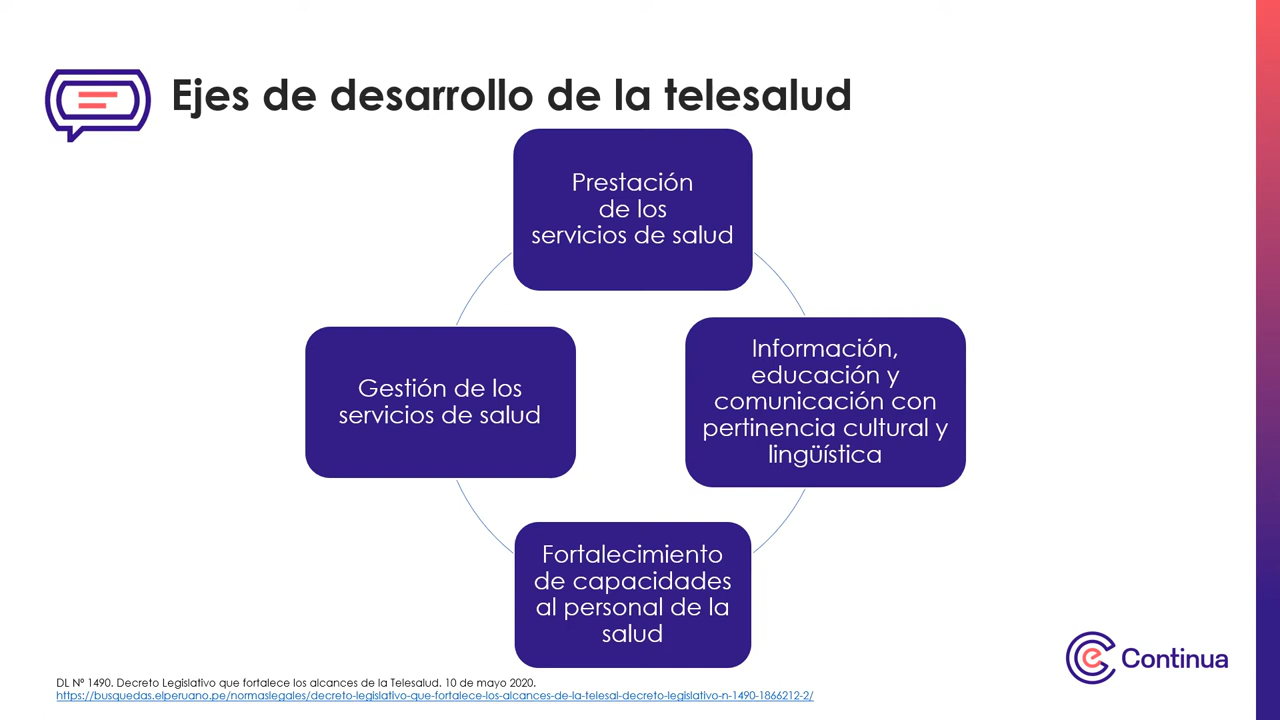 Ejes de desarrollo de la telesalud
Prestación
de los
servicios de salud
Información,
educación y
comunicación con
pertinencia cultural y
lingüística
Gestión de los
servicios de salud
Fortalecimiento
de capacidades
al personal de la
salud
e Continua
DL Nº 1490. Decreto Legislativo que fortalece los alcances de la Telesalud. 10 de mayo 2020.
https://busquedas.elperuano.pe/normaslegales/decreto-legislativo-que-fortalece-los-alcances-de-la-telesal-decreto-legislativo-n-1490-1866212-2/